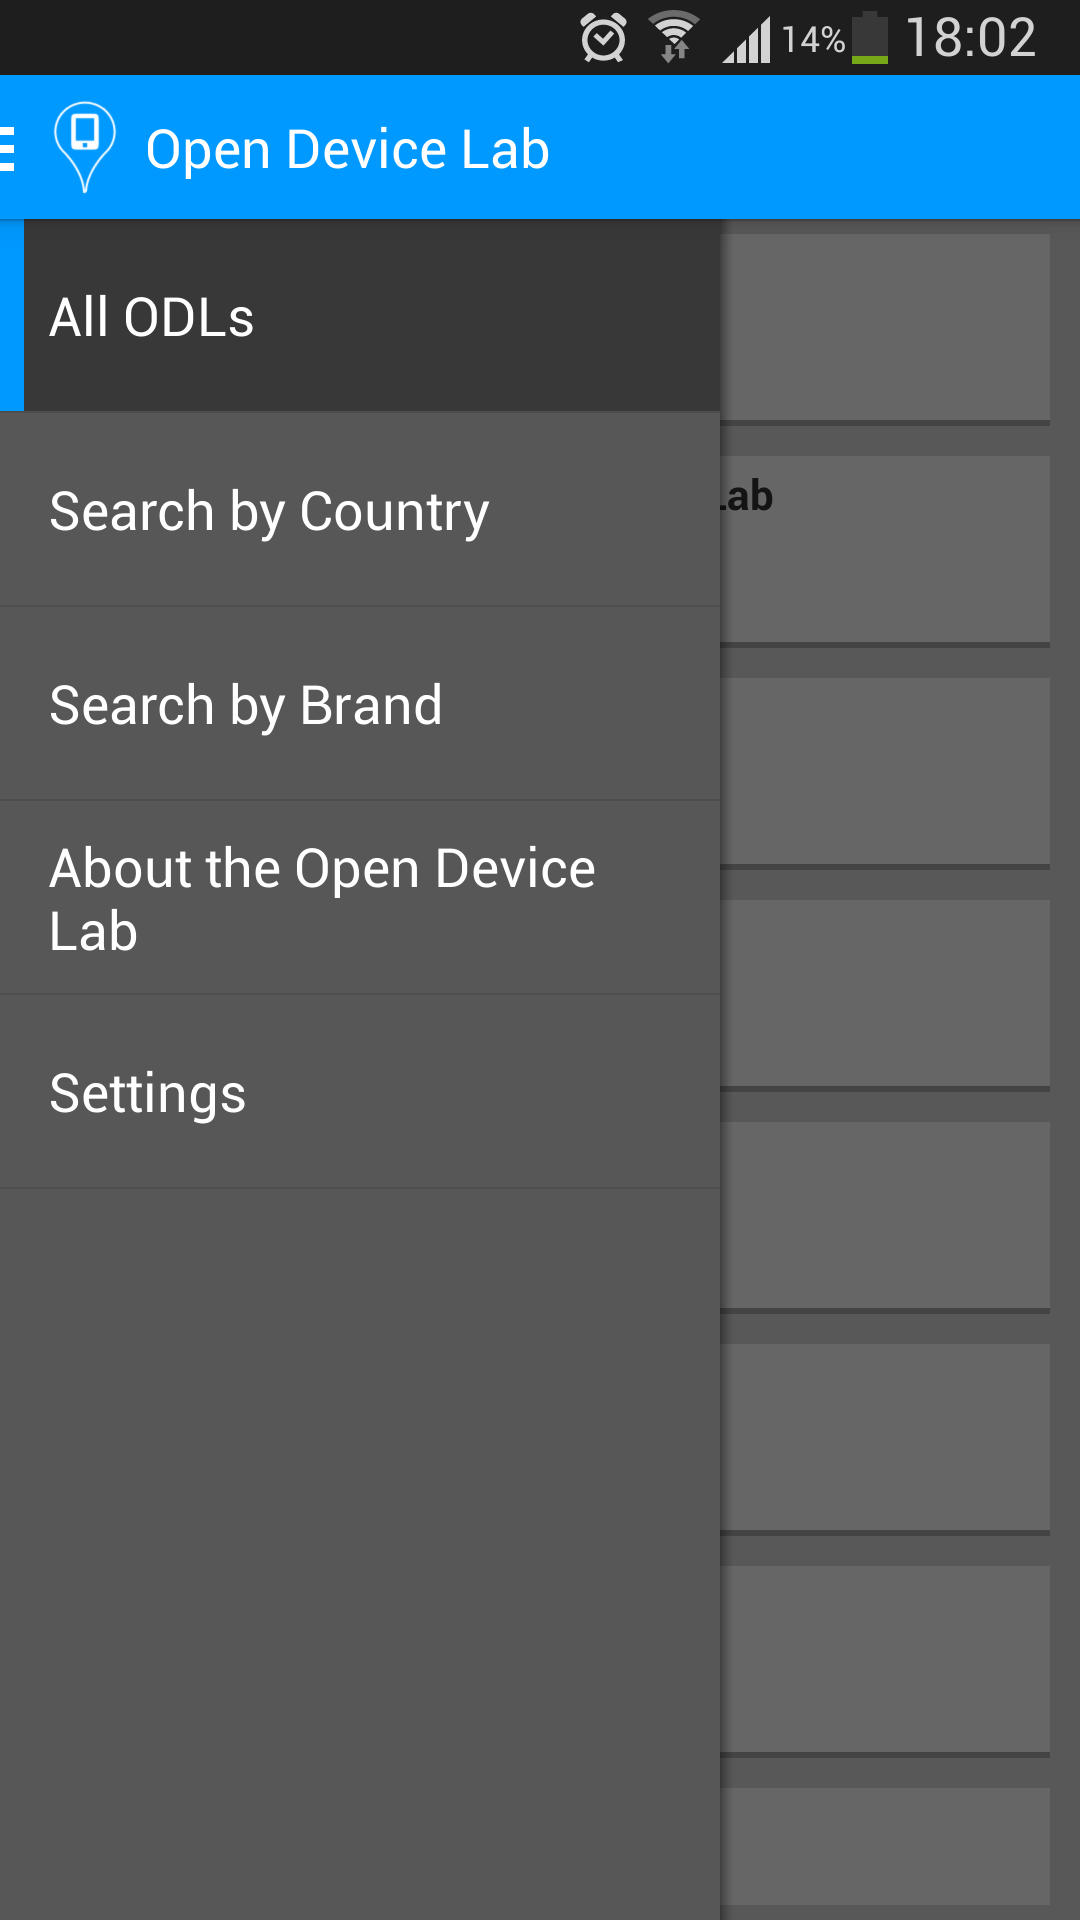 14% 18:02
Open Device Lab
All ODLs
Lab
Search by Country
Search by Brand
About the Open Device
Lab
Settings